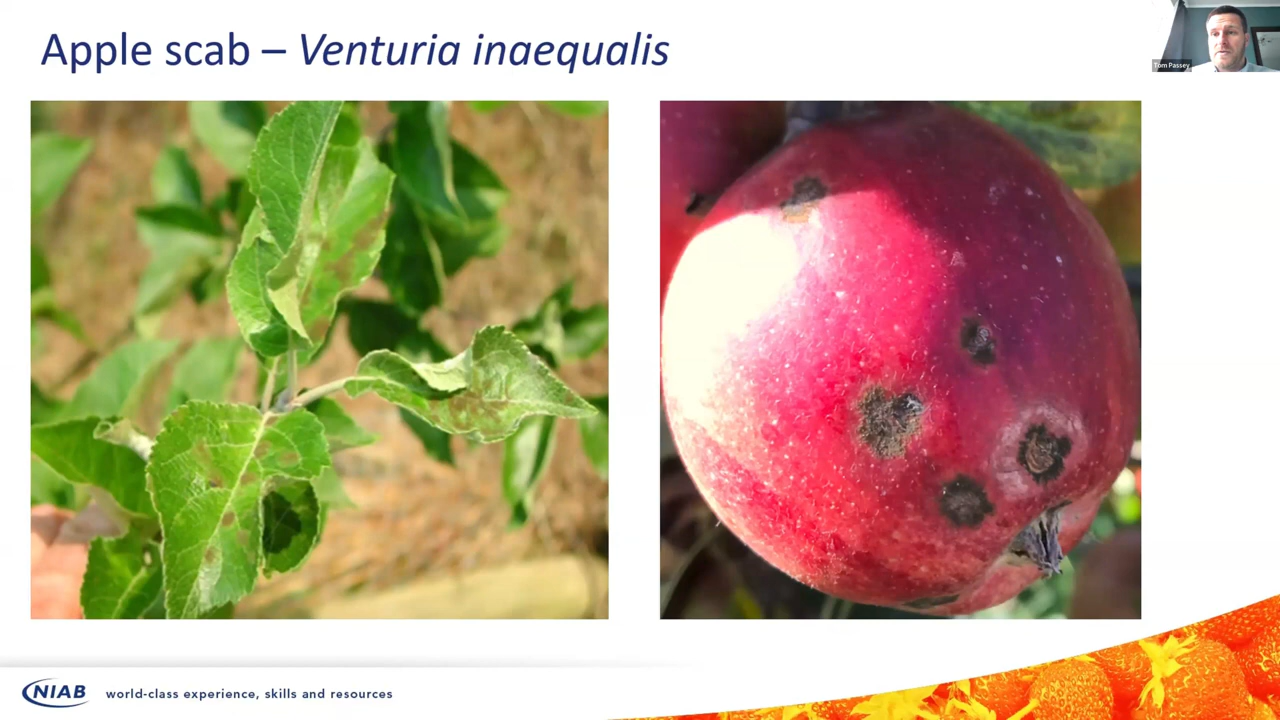 Apple scab – Venturia inaequalis
Tom Passey
NIAB
world-class experience, skills and resources